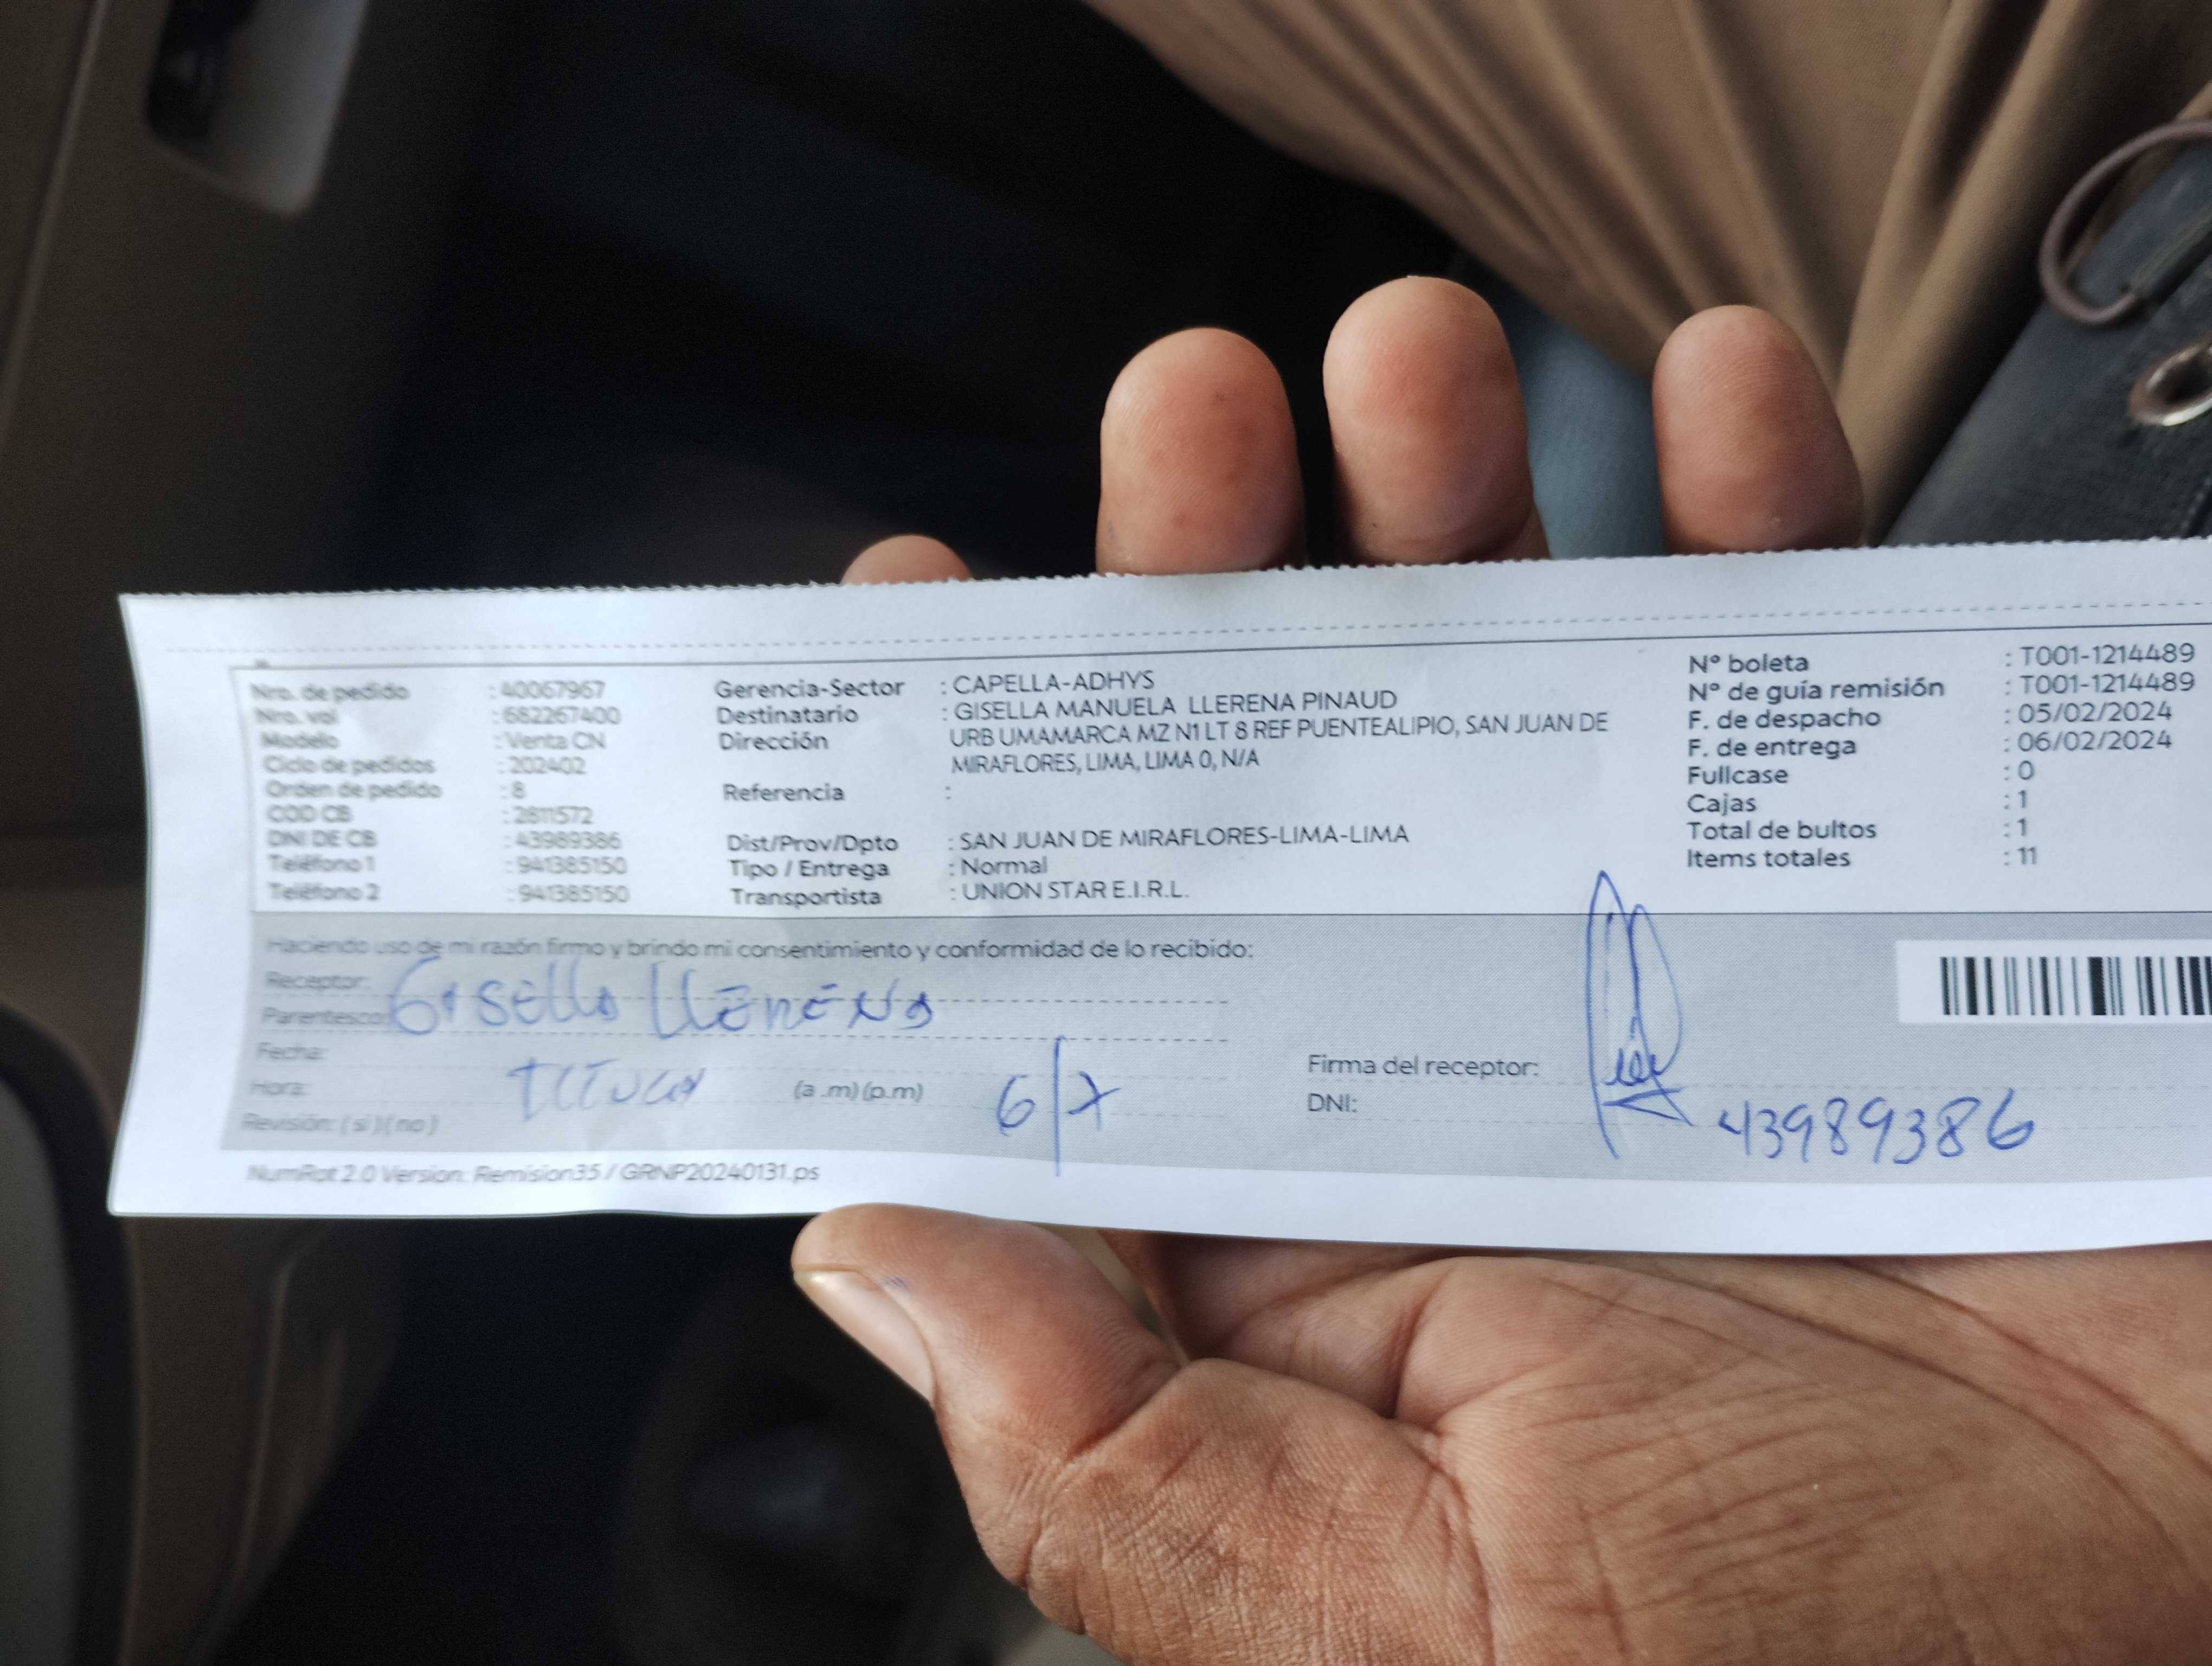 Nro. de pedido : 40067967
Nro. val : 682267400
Modelo : Venta CN
Ciclo de pedidos : 202402
Orden de pedido : 8
COD CB : 2811572
DNI DE CB : 43989386
Teléfono 1 : 941385150
Teléfono 2 : 941385150
Gerencia-Sector : CAPELLA-ADHYS
Destinatario : GISELLA MANUELA LLERENA PINAUD
Dirección URB UMAMARCA MZ N1 LT 8 REF PUENTEALIPIO, SAN JUAN DE
MIRAFLORES, LIMA, LIMA 0, N/A
Referencia :
Dist/Prov/Dpto : SAN JUAN DE MIRAFLORES-LIMA-LIMA
Tipo / Entrega : Normal
Transportista : UNION STAR E.I.R.L.
N° boleta : T001-1214489
N° de guía remisión : T001-1214489
F. de despacho : 05/02/2024
F. de entrega : 06/02/2024
Fullcase : 0
Cajas : 1
Total de bultos : 1
Items totales : 11
Haciendo uso de mi razón firmo y brindo mi consentimiento y conformidad de lo recibido:
Receptor: Gisella Llerena
Parentesco:
Fecha:
Hora: (a .m) (p.m) 6/7
Revisión: ( si ) ( no )
Firma del receptor:
DNI: 43989386
NumRot 2.0 Version: Remision35 / GRNP20240131.ps